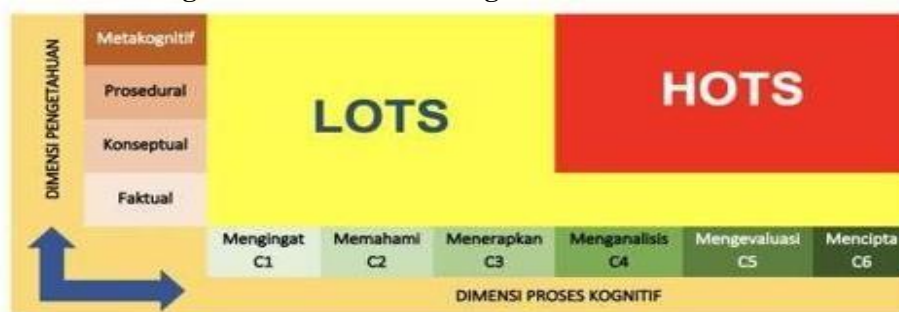 DIMENSI PENGETAHUAN
Metakognitif
Prosedural
Konseptual
Faktual
LOTS
HOTS
Mengingat Memahami Menerapkan Menganalisis Mengevaluasi Mencipta
C1 C2 C3 C4 C5 C6
DIMENSI PROSES KOGNITIF